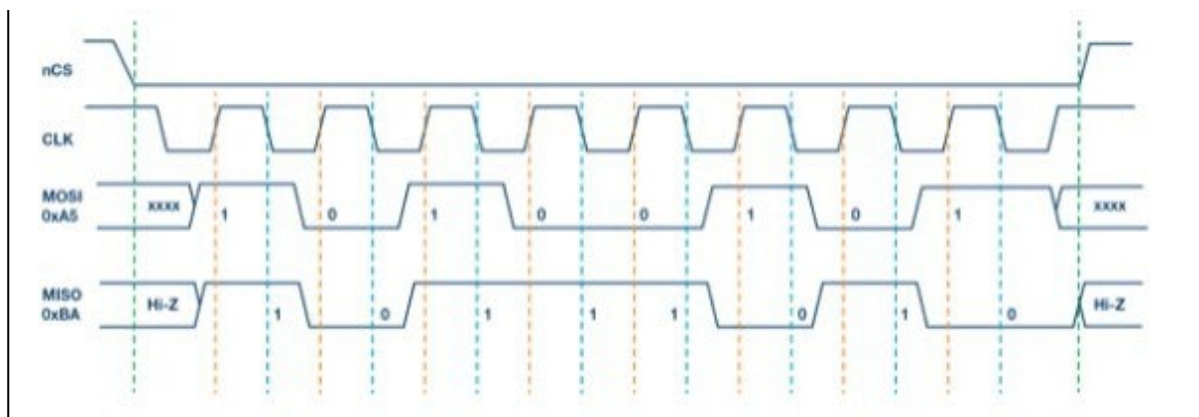 nCS
CLK
MOSI
0xA5
xxxx 1 0 1 0 0 1 0 1 xxxx
MISO
0xBA
Hi-Z 1 0 1 1 1 0 1 0 Hi-Z